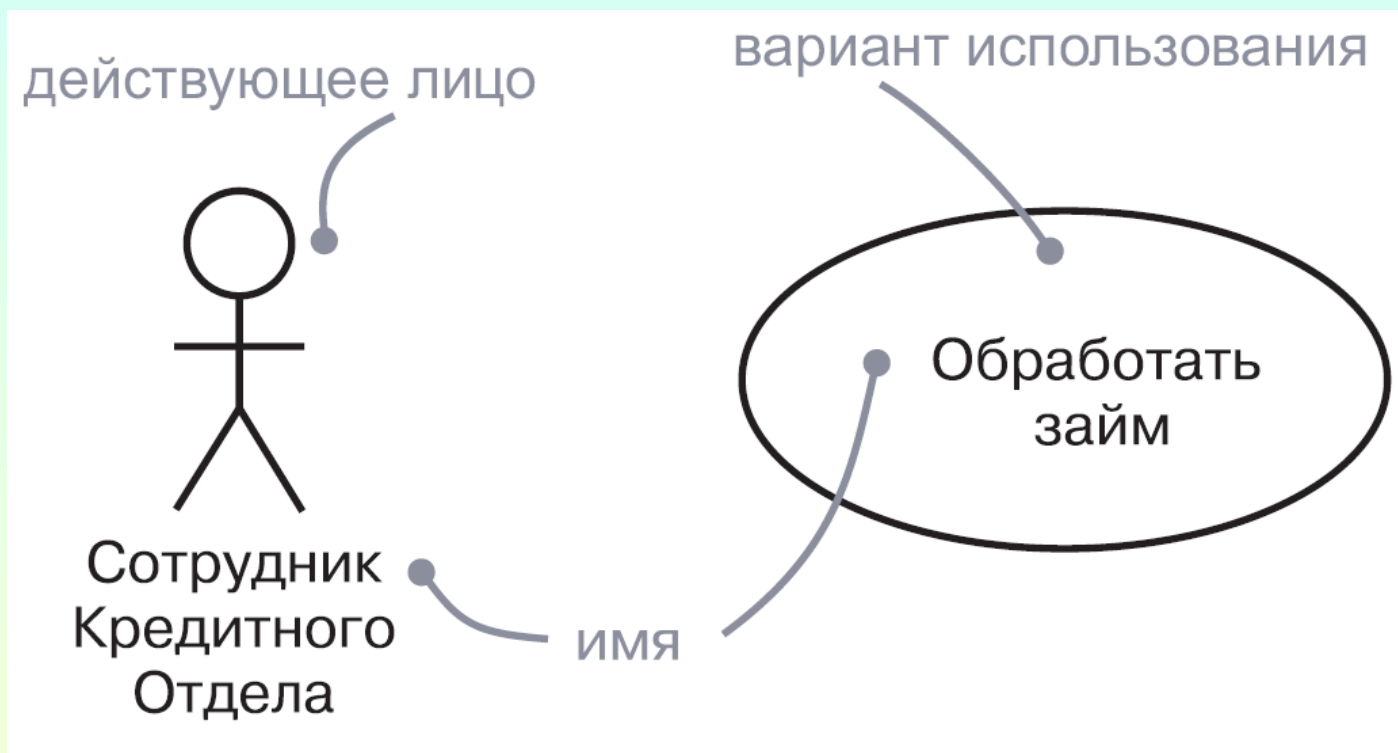 действующее лицо
вариант использования
Обработать
займ
Сотрудник
Кредитного
Отдела
имя